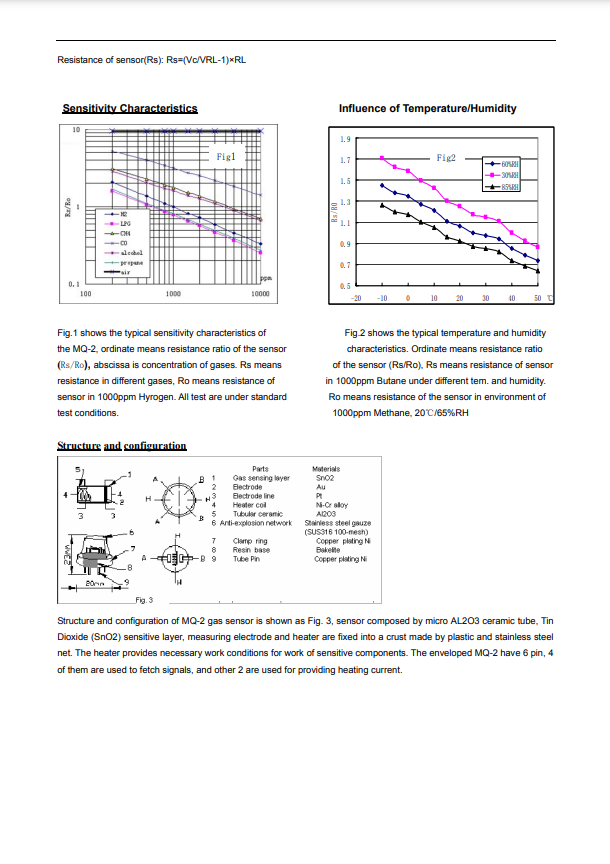 Resistance of sensor(Rs): Rs=(Vc/VRL-1)×RL
Sensitivity Characteristics
10
1
0.1
Rs/Ro
Fig1
H2
LPG
CH4
CO
alcohol
propane
air
ppm
100
1000
10000
Fig.1 shows the typical sensitivity characteristics of
the MQ-2, ordinate means resistance ratio of the sensor
(Rs/Ro), abscissa is concentration of gases. Rs means
resistance in different gases, Ro means resistance of
sensor in 1000ppm Hyrogen. All test are under standard
test conditions.
Influence of Temperature/Humidity
1.9
1.7
1.5
1.3
1.1
0.9
0.7
0.5
Rs/R0
Fig2
60%RH
30%RH
85%RH
-20 -10 0 10 20 30 40 50 ℃
Fig.2 shows the typical temperature and humidity
characteristics. Ordinate means resistance ratio
of the sensor (Rs/Ro), Rs means resistance of sensor
in 1000ppm Butane under different tem. and humidity.
Ro means resistance of the sensor in environment of
1000ppm Methane, 20℃/65%RH
Structure and configuration
5
1
4
4
2
3 3
A B
H H
A B
6
7
8
9
23mm
20mm
H
A B
H
Fig. 3
Parts Materials
1 Gas sensing layer SnO2
2 Electrode Au
3 Electrode line Pt
4 Heater coil Ni-Cr alloy
5 Tubular ceramic Al2O3
6 Anti-explosion network Stainless steel gauze
(SUS316 100-mesh)
7 Clamp ring Copper plating Ni
8 Resin base Bakelite
9 Tube Pin Copper plating Ni
Structure and configuration of MQ-2 gas sensor is shown as Fig. 3, sensor composed by micro AL2O3 ceramic tube, Tin
Dioxide (SnO2) sensitive layer, measuring electrode and heater are fixed into a crust made by plastic and stainless steel
net. The heater provides necessary work conditions for work of sensitive components. The enveloped MQ-2 have 6 pin, 4
of them are used to fetch signals, and other 2 are used for providing heating current.